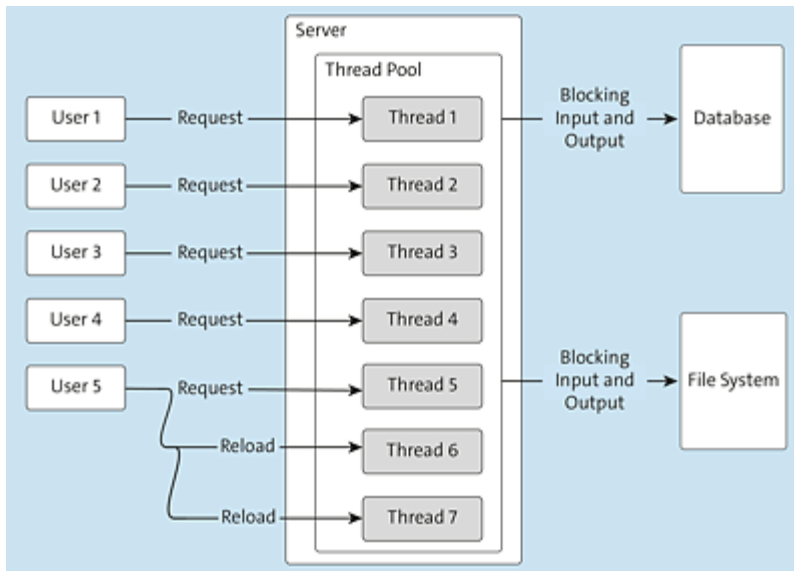 Server
Thread Pool
User 1
Request
Thread 1
Blocking
Input and
Output
Database
User 2
Request
Thread 2
User 3
Request
Thread 3
User 4
Request
Thread 4
User 5
Request
Thread 5
Blocking
Input and
Output
File System
Reload
Thread 6
Reload
Thread 7